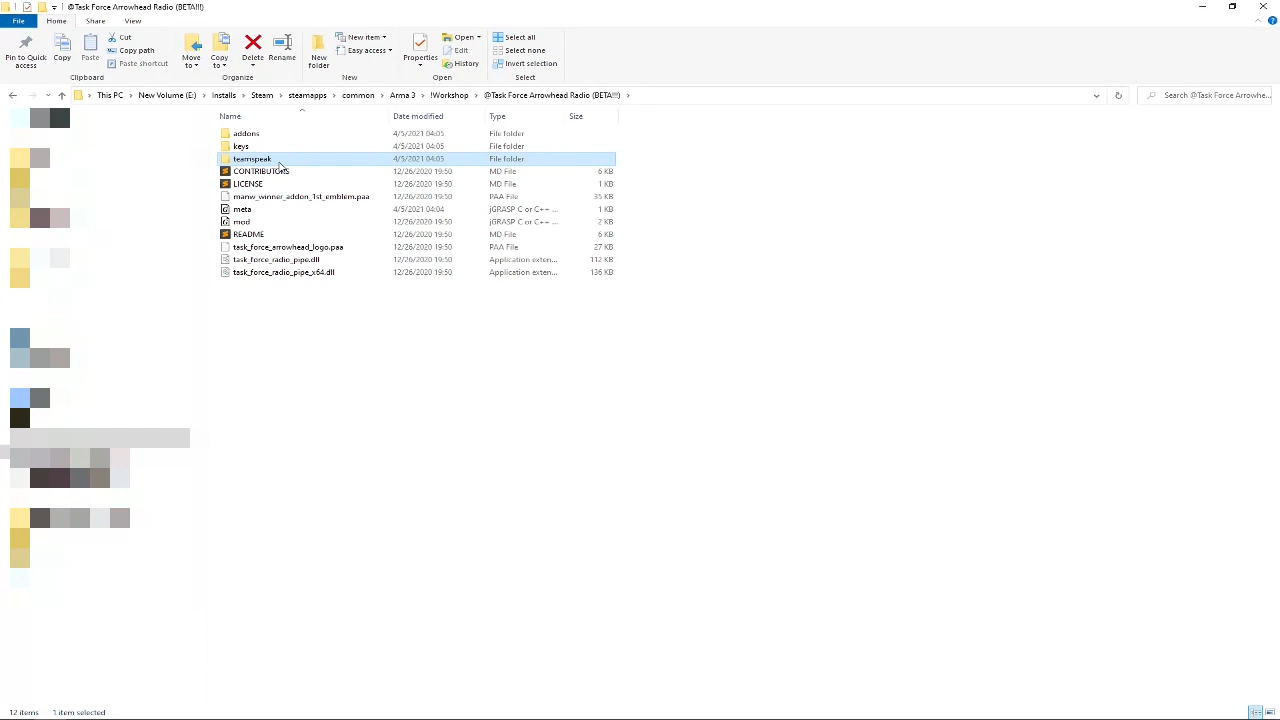 @Task Force Arrowhead Radio (BETA!!!)
File Home Share View
Pin to Quick access
Copy
Paste
Cut
Copy path
Paste shortcut
Clipboard
Move to
Copy to
Delete
Rename
Organize
New folder
New item
Easy access
New
Properties
Open
Edit
History
Open
Select all
Select none
Invert selection
Select
This PC > New Volume (E:) > Installs > Steam > steamapps > common > Arma 3 > !Workshop > @Task Force Arrowhead Radio (BETA!!!) >
Search @Task Force Arrowhe...
Name Date modified Type Size
addons 4/5/2021 04:05 File folder
keys 4/5/2021 04:05 File folder
teamspeak 4/5/2021 04:05 File folder
CONTRIBUTORS 12/26/2020 19:50 MD File 6 KB
LICENSE 12/26/2020 19:50 MD File 1 KB
manw_winner_addon_1st_emblem.paa 12/26/2020 19:50 PAA File 35 KB
meta 4/5/2021 04:04 jGRASP C or C++ ... 1 KB
mod 12/26/2020 19:50 jGRASP C or C++ ... 2 KB
README 12/26/2020 19:50 MD File 6 KB
task_force_arrowhead_logo.paa 12/26/2020 19:50 PAA File 27 KB
task_force_radio_pipe.dll 12/26/2020 19:50 Application exten... 112 KB
task_force_radio_pipe_x64.dll 12/26/2020 19:50 Application exten... 136 KB
12 items 1 item selected